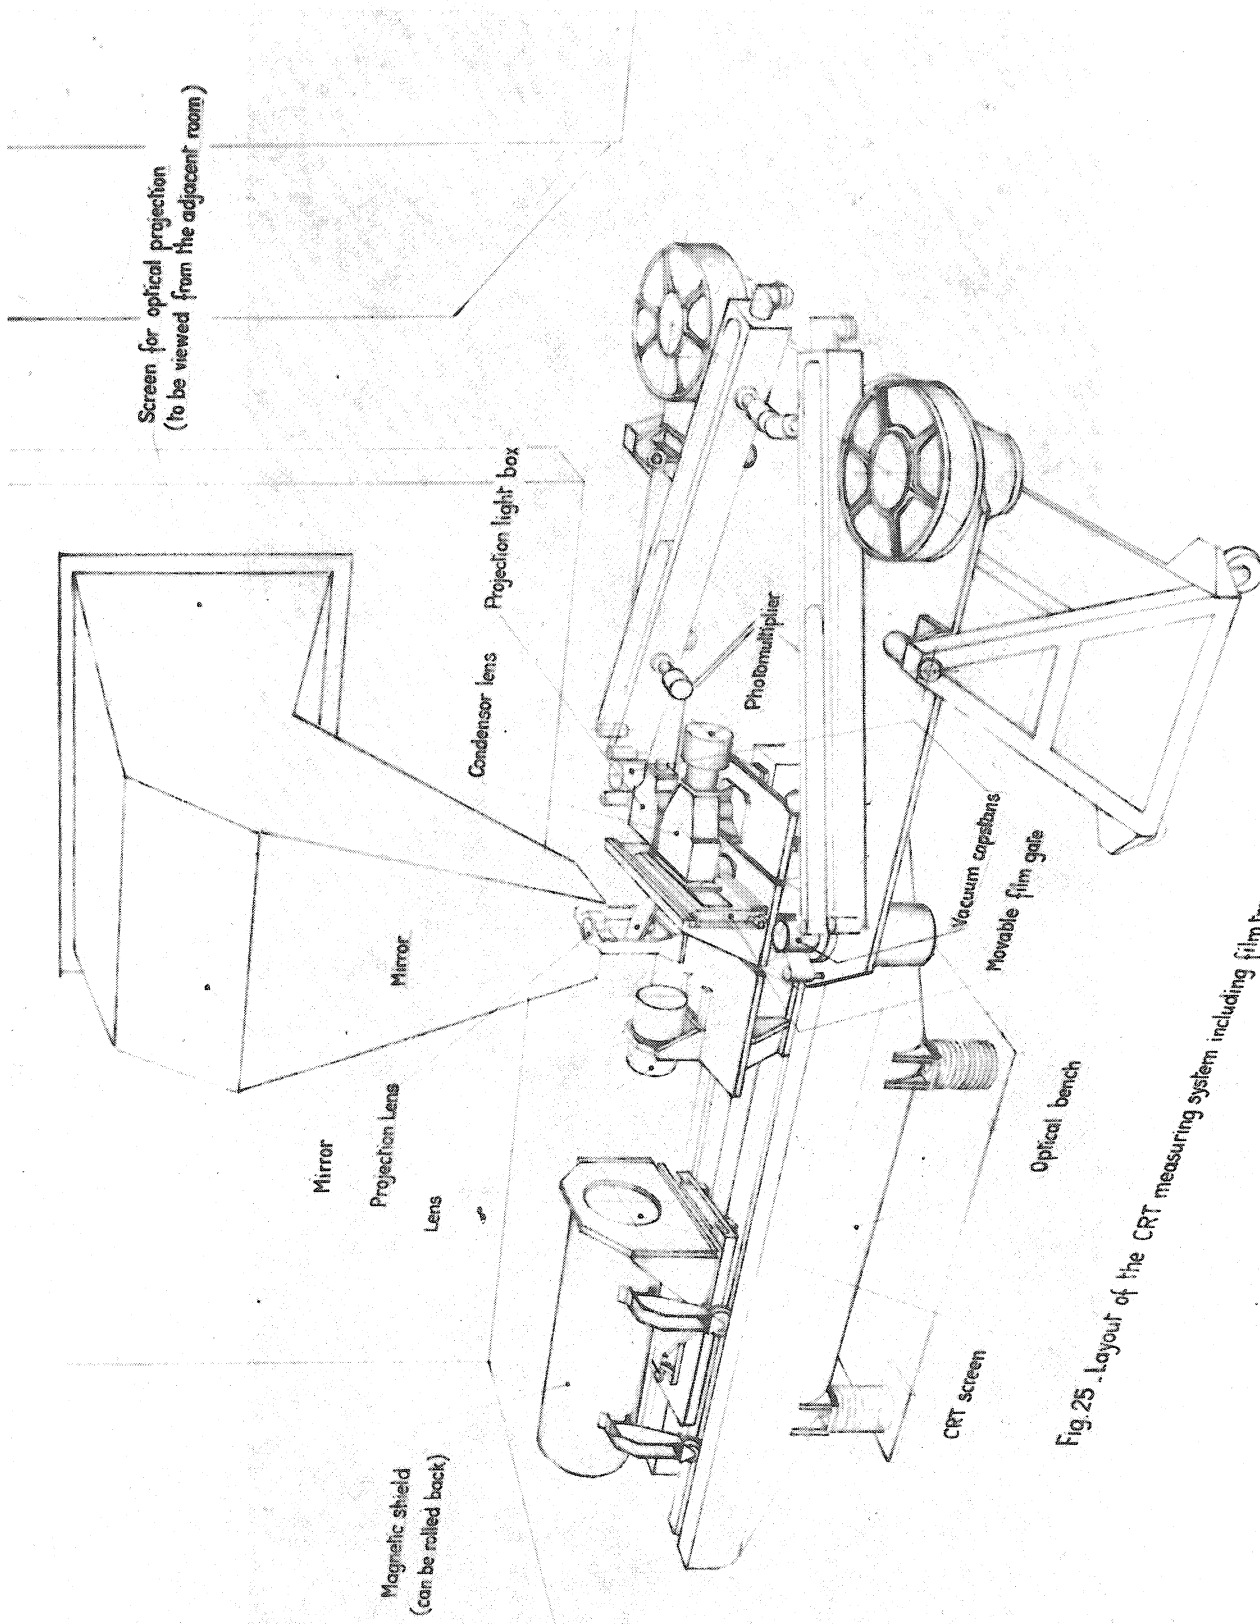 Screen for optical projection
(to be viewed from the adjacent room)
Projection light box
Condensor lens
Mirror
Mirror
Projection Lens
Lens
Magnetic shield
(can be rolled back)
Photomultiplier
Vacuum capstans
Movable film gate
Optical bench
CRT screen
Fig. 25 - Layout of the CRT measuring system including film